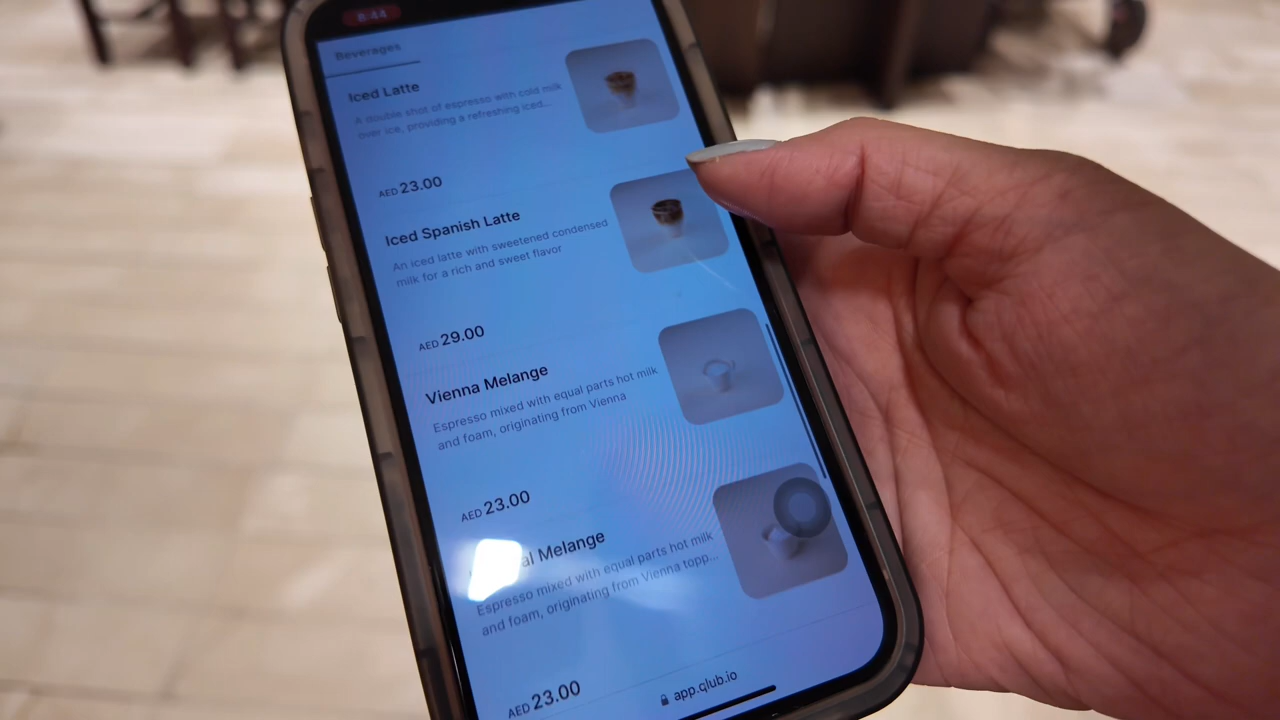 8:44
Beverages
Iced Latte
A double shot of espresso with cold milk
over ice, providing a refreshing iced...
AED 23.00
Iced Spanish Latte
An iced latte with sweetened condensed
milk for a rich and sweet flavor
AED 29.00
Vienna Melange
Espresso mixed with equal parts hot milk
and foam, originating from Vienna
AED 23.00
Melange
Espresso mixed with equal parts hot milk
and foam, originating from Vienna topp...
AED 23.00
app.qlub.io